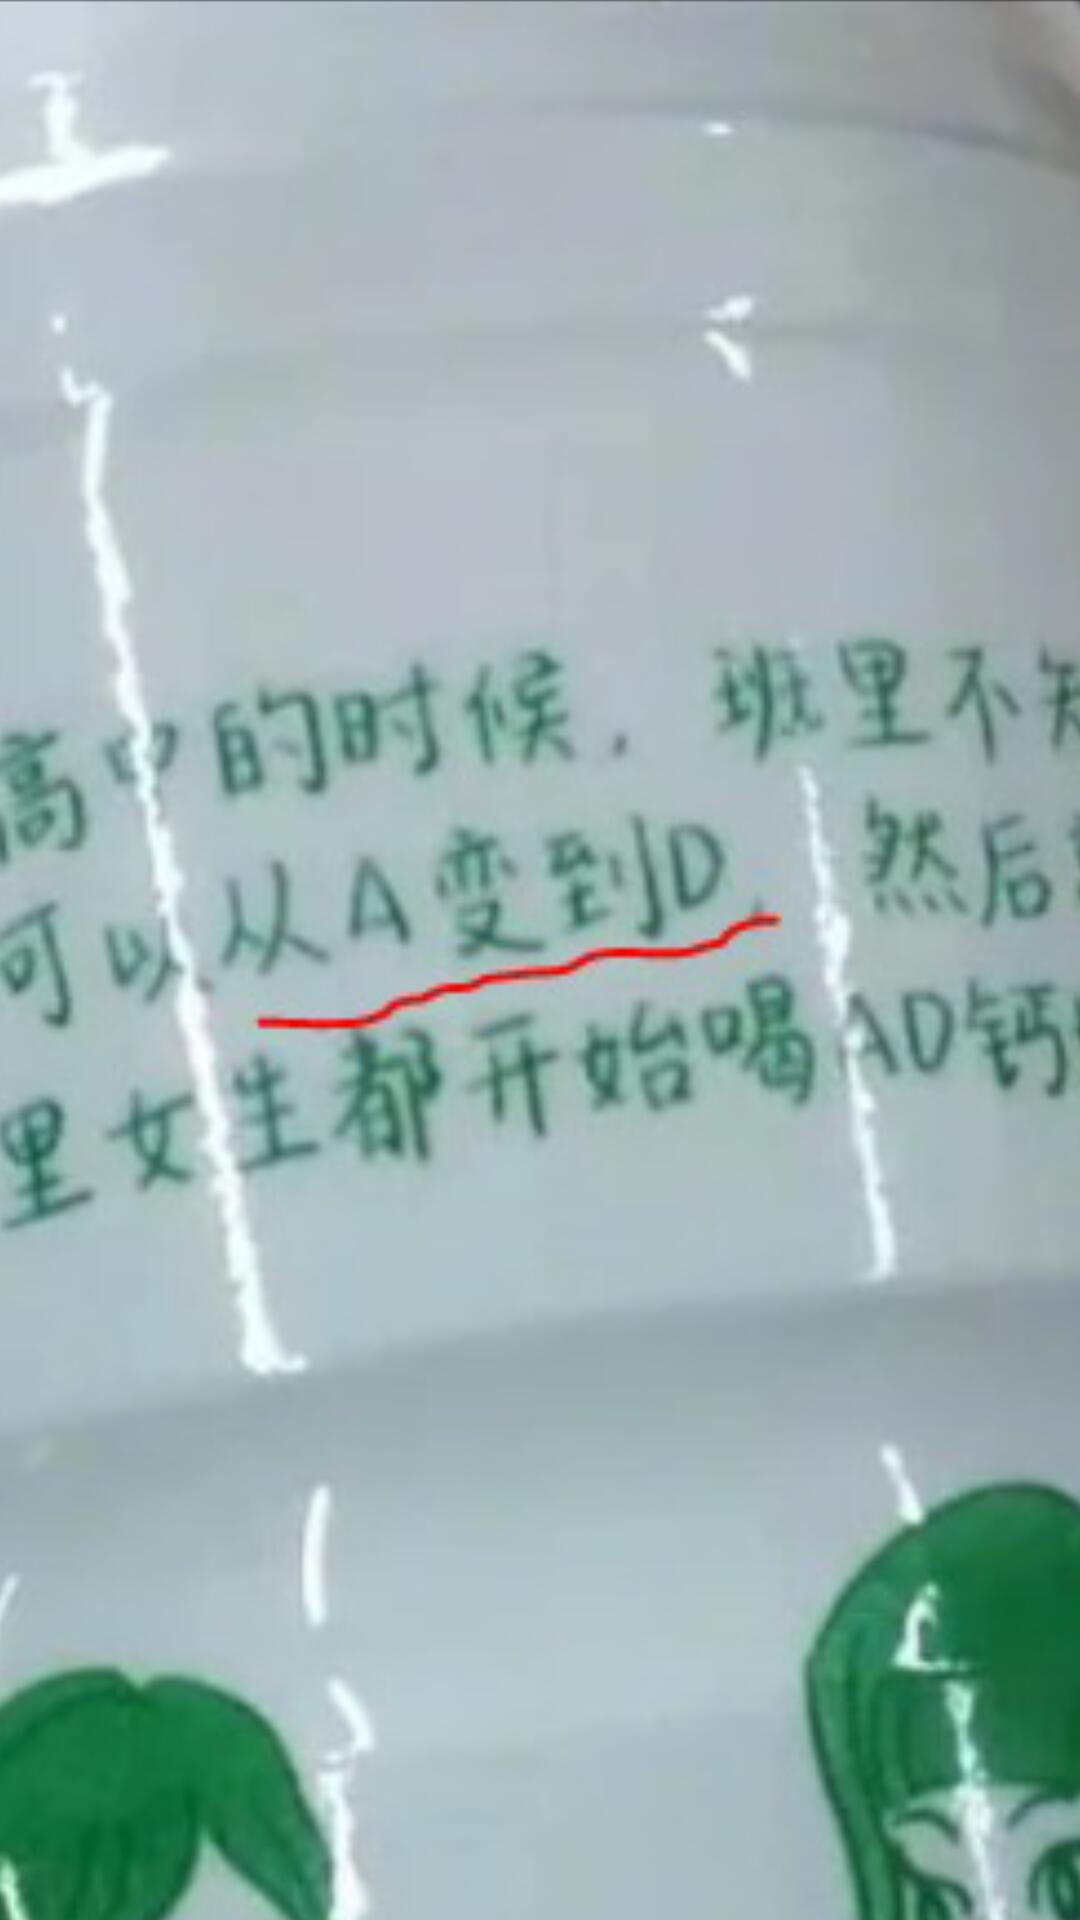 高中的时候，班里不知
可以从A变到D，然后
里女生都开始喝AD钙